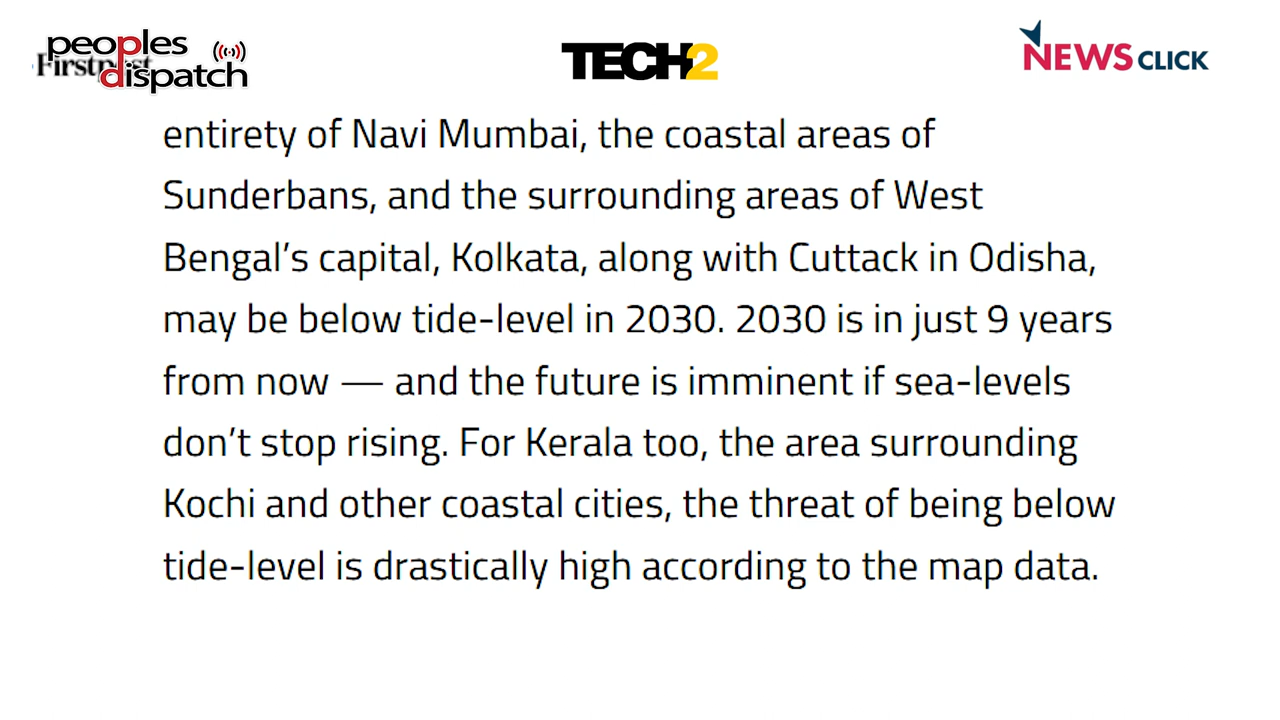 peoples
dispatch
Firstpost
TECH2
NEWS CLICK
entirety of Navi Mumbai, the coastal areas of
Sunderbans, and the surrounding areas of West
Bengal’s capital, Kolkata, along with Cuttack in Odisha,
may be below tide-level in 2030. 2030 is in just 9 years
from now — and the future is imminent if sea-levels
don’t stop rising. For Kerala too, the area surrounding
Kochi and other coastal cities, the threat of being below
tide-level is drastically high according to the map data.